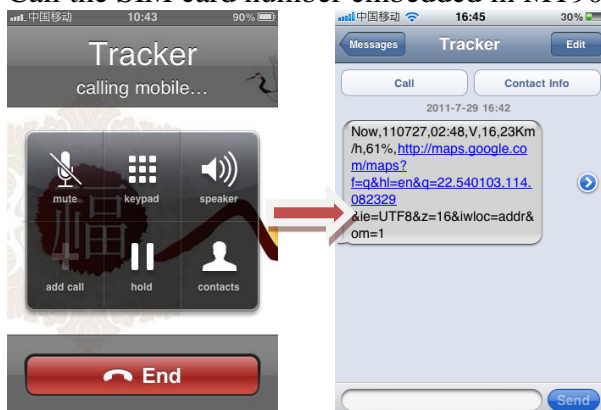 Call the SIM card number embedded in
中国移动 10:43 90%
Tracker
calling mobile...
mute keypad speaker
福
add call hold contacts
End
中国移动 16:45 30%
Messages Tracker Edit
Call Contact Info
2011-7-29 16:42
Now,110727,02:48,V,16,23Km
/h,61%,http://maps.google.co
m/maps?
f=q&hl=en&q=22.540103,114.
082329
&ie=UTF8&z=16&iwloc=addr&
om=1
Send